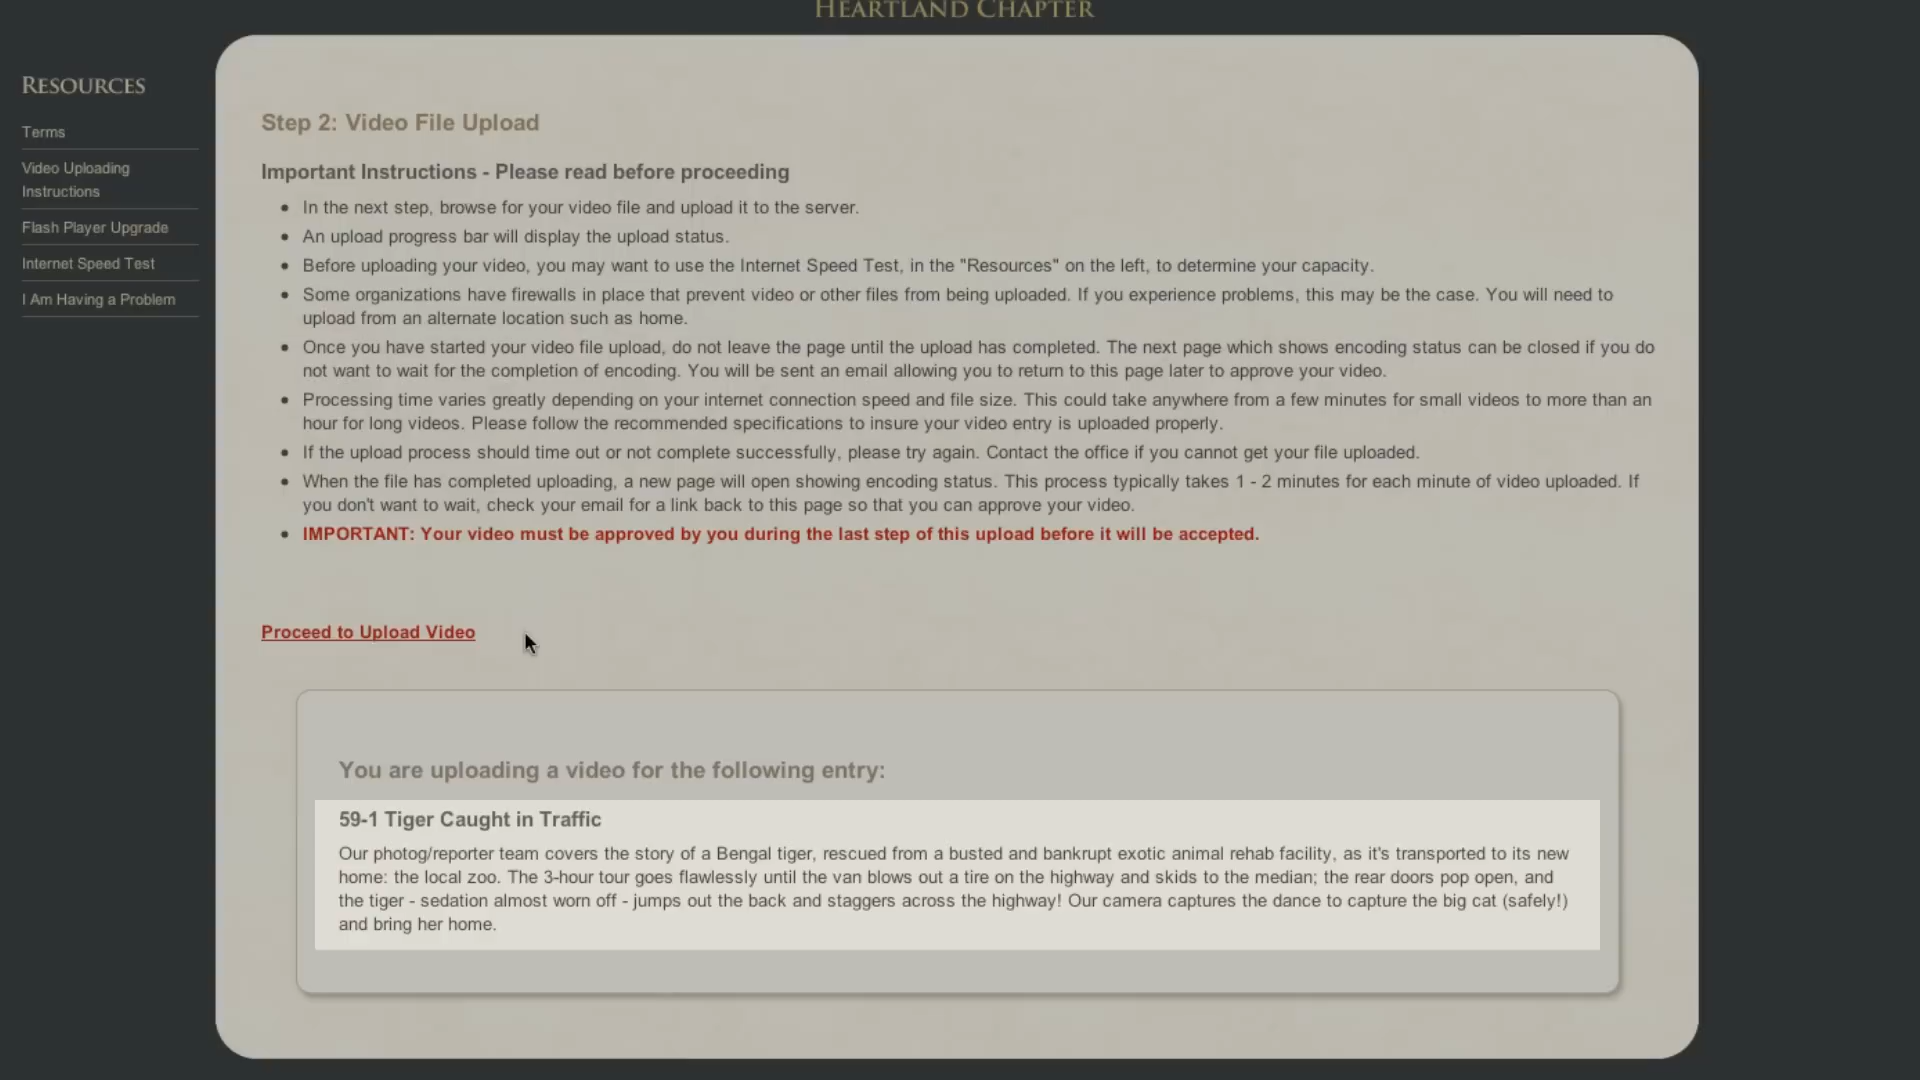 HEARTLAND CHAPTER
RESOURCES
Terms
Video Uploading
Instructions
Flash Player Upgrade
Internet Speed Test
I Am Having a Problem
Step 2: Video File Upload
Important Instructions - Please read before proceeding
In the next step, browse for your video file and upload it to the server.
An upload progress bar will display the upload status.
Before uploading your video, you may want to use the Internet Speed Test, in the "Resources" on the left, to determine your capacity.
Some organizations have firewalls in place that prevent video or other files from being uploaded. If you experience problems, this may be the case. You will need to
upload from an alternate location such as home.
Once you have started your video file upload, do not leave the page until the upload has completed. The next page which shows encoding status can be closed if you do
not want to wait for the completion of encoding. You will be sent an email allowing you to return to this page later to approve your video.
Processing time varies greatly depending on your internet connection speed and file size. This could take anywhere from a few minutes for small videos to more than an
hour for long videos. Please follow the recommended specifications to insure your video entry is uploaded properly.
If the upload process should time out or not complete successfully, please try again. Contact the office if you cannot get your file uploaded.
When the file has completed uploading, a new page will open showing encoding status. This process typically takes 1 - 2 minutes for each minute of video uploaded. If
you don't want to wait, check your email for a link back to this page so that you can approve your video.
IMPORTANT: Your video must be approved by you during the last step of this upload before it will be accepted.
Proceed to Upload Video
You are uploading a video for the following entry:
59-1 Tiger Caught in Traffic
Our photog/reporter team covers the story of a Bengal tiger, rescued from a busted and bankrupt exotic animal rehab facility, as it's transported to its new
home: the local zoo. The 3-hour tour goes flawlessly until the van blows out a tire on the highway and skids to the median; the rear doors pop open, and
the tiger - sedation almost worn off - jumps out the back and staggers across the highway! Our camera captures the dance to capture the big cat (safely!)
and bring her home.